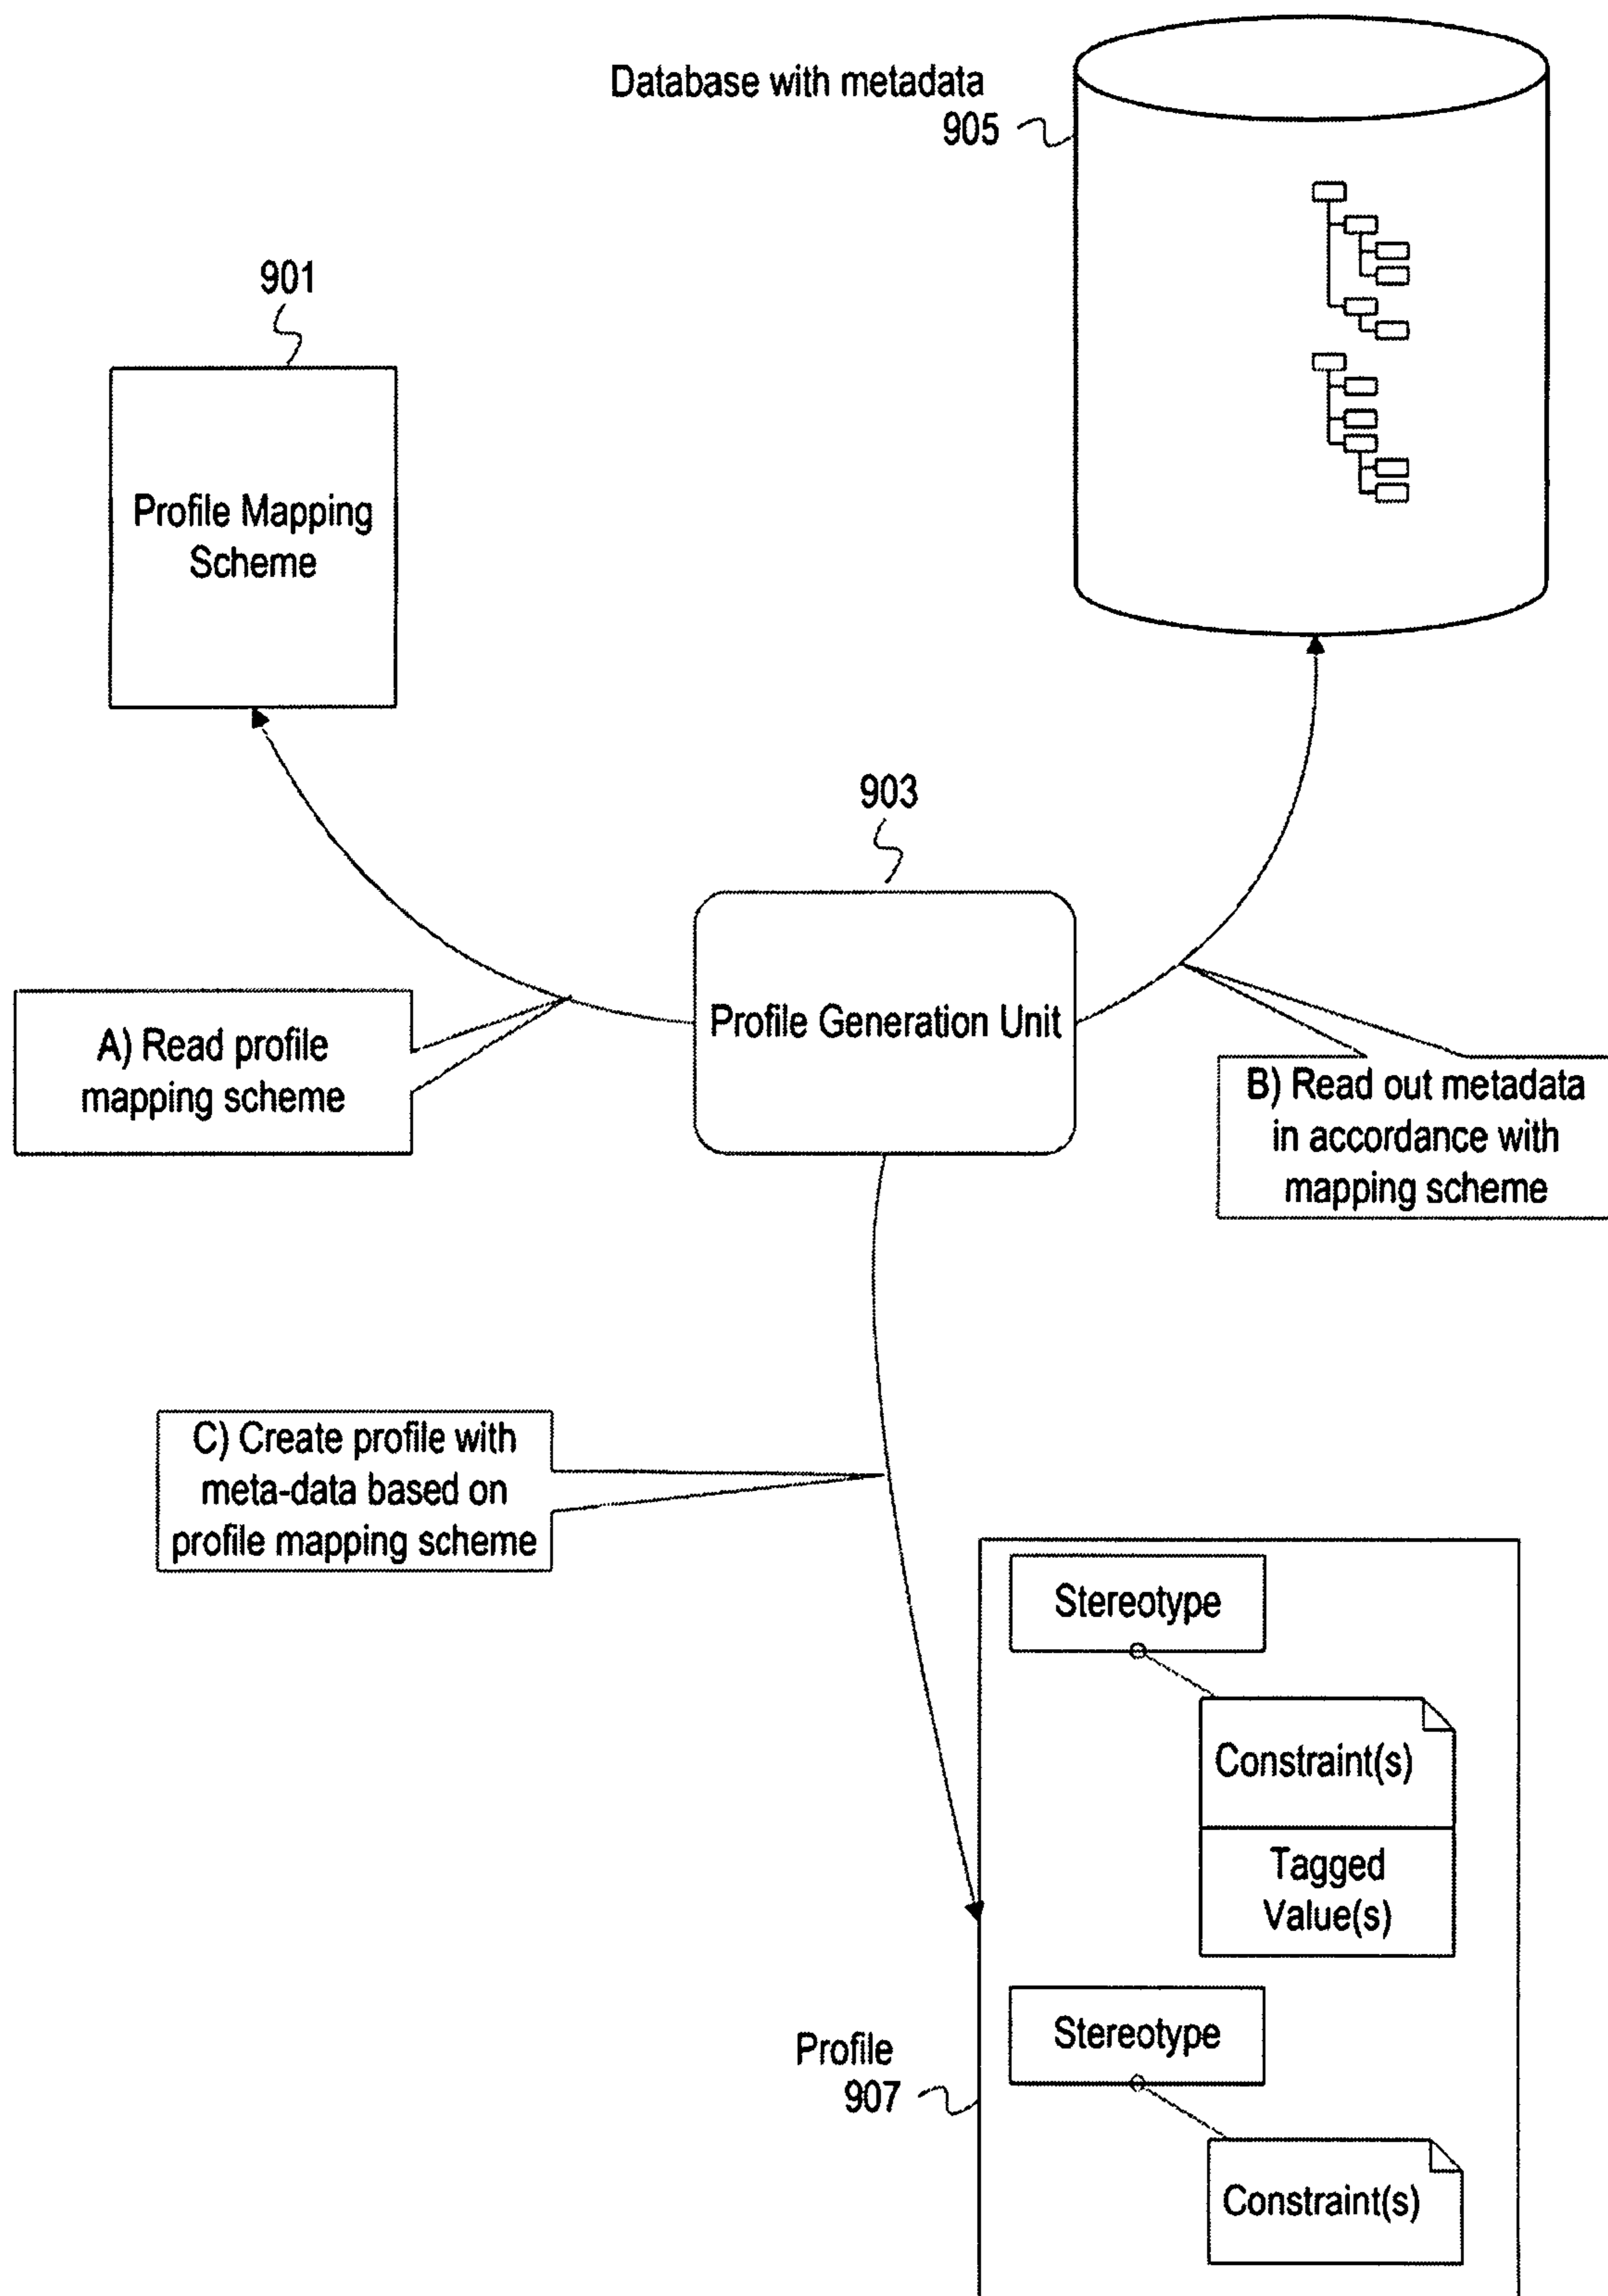 Database with metadata
905
901
Profile Mapping
Scheme
903
Profile Generation Unit
A) Read profile
mapping scheme
B) Read out metadata
in accordance with
mapping scheme
C) Create profile with
meta-data based on
profile mapping scheme
Stereotype
Constraint(s)
Tagged
Value(s)
Stereotype
Profile
907
Constraint(s)